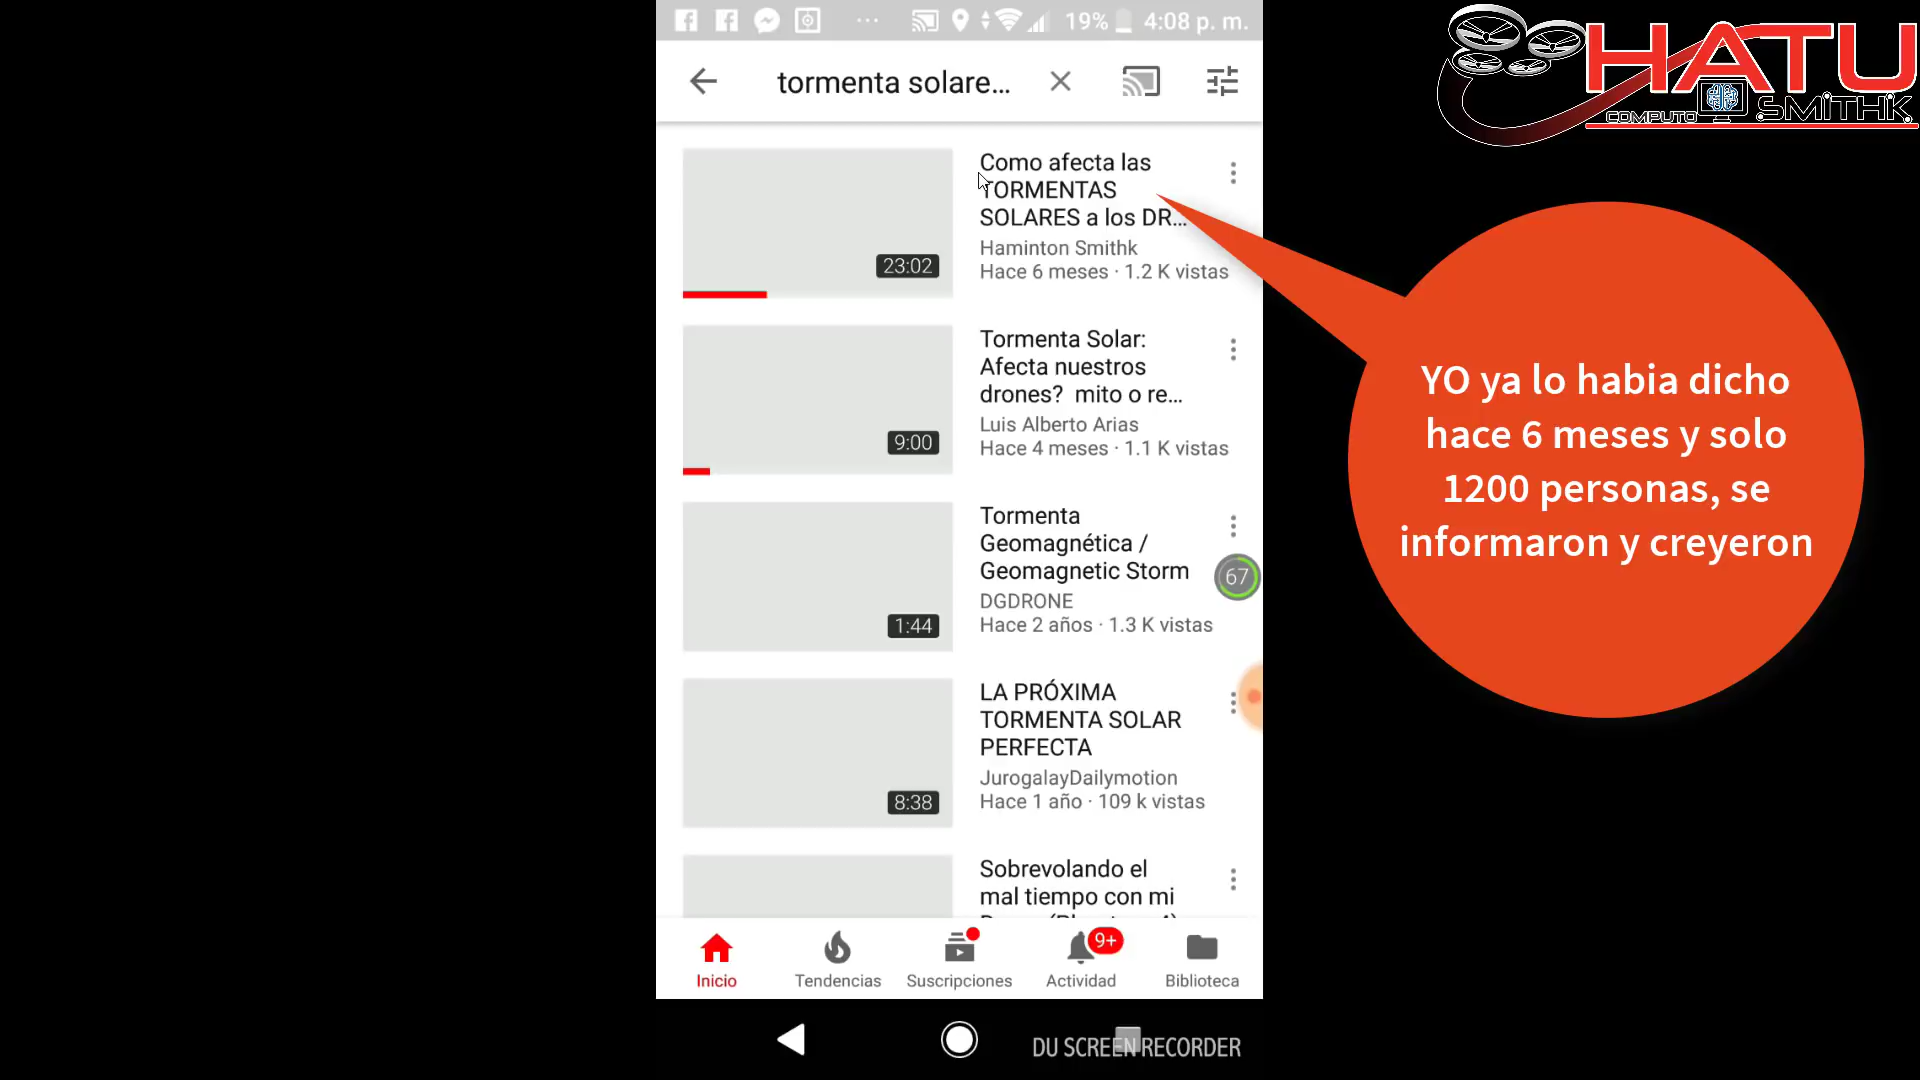 19% 4:08 p. m.
tormenta solare...
Como afecta las
TORMENTAS
SOLARES a los DR...
Haminton Smithk
Hace 6 meses · 1.2 K vistas
23:02
Tormenta Solar:
Afecta nuestros
drones? mito o re...
Luis Alberto Arias
Hace 4 meses · 1.1 K vistas
9:00
Tormenta
Geomagnética /
Geomagnetic Storm
DGDRONE
Hace 2 años · 1.3 K vistas
1:44
67
LA PRÓXIMA
TORMENTA SOLAR
PERFECTA
JurogalayDailymotion
Hace 1 año · 109 k vistas
8:38
Sobrevolando el
mal tiempo con mi
9+
Inicio Tendencias Suscripciones Actividad Biblioteca
DU SCREEN RECORDER
HATU
COMPUTO SMITHK
YO ya lo habia dicho
hace 6 meses y solo
1200 personas, se
informaron y creyeron